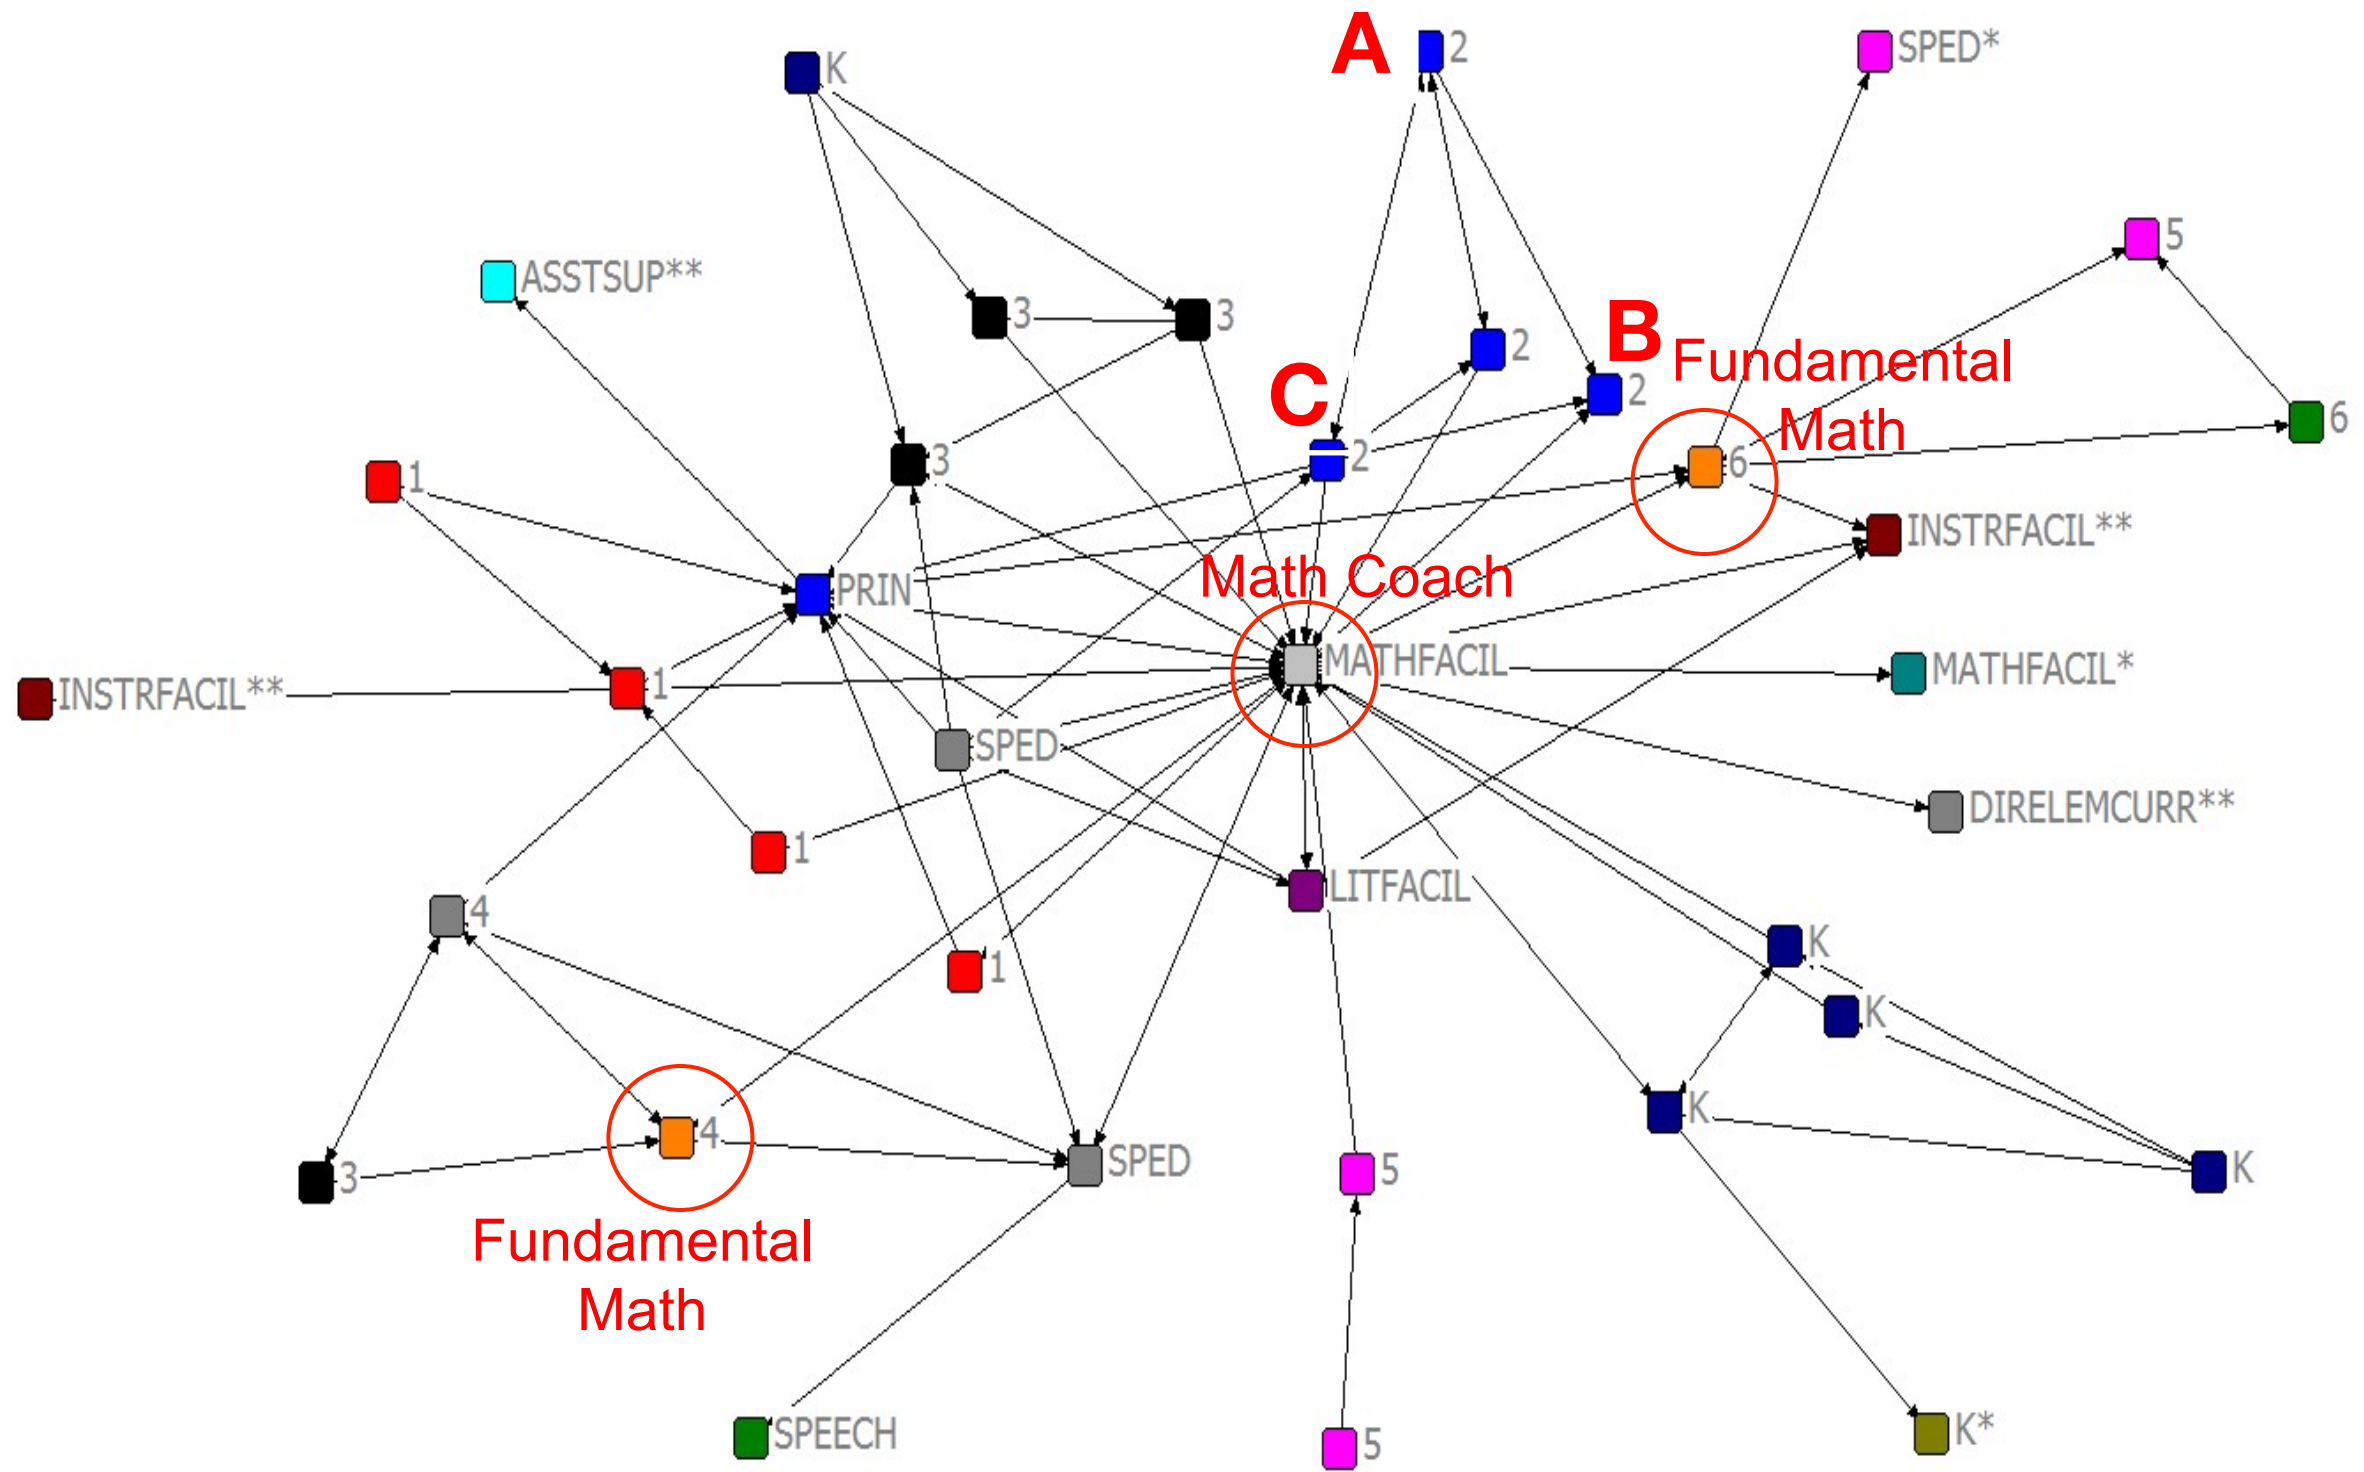 A
2
SPED*
K
5
ASSTSUP**
3
3
2
B
Fundamental
Math
2
C
6
3
2
6
1
INSTRFACIL**
Math Coach
PRIN
MATHFACIL
MATHFACIL*
INSTRFACIL**
1
SPED
DIRELEMCURR**
1
LITFACIL
4
K
1
K
4
K
SPED
5
K
3
Fundamental
Math
SPEECH
5
K*